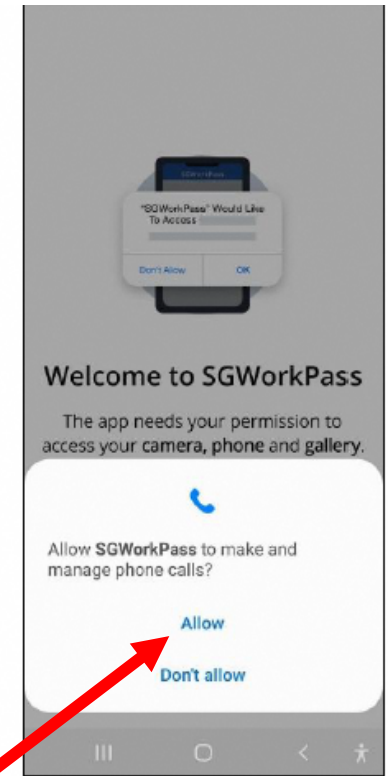 SGWorkPass
"SGWorkPass" Would Like
To Access
Don't Allow
OK
Welcome to SGWorkPass
The app needs your permission to
access your camera, phone and gallery.
Allow SGWorkPass to make and
manage phone calls?
Allow
Don't allow